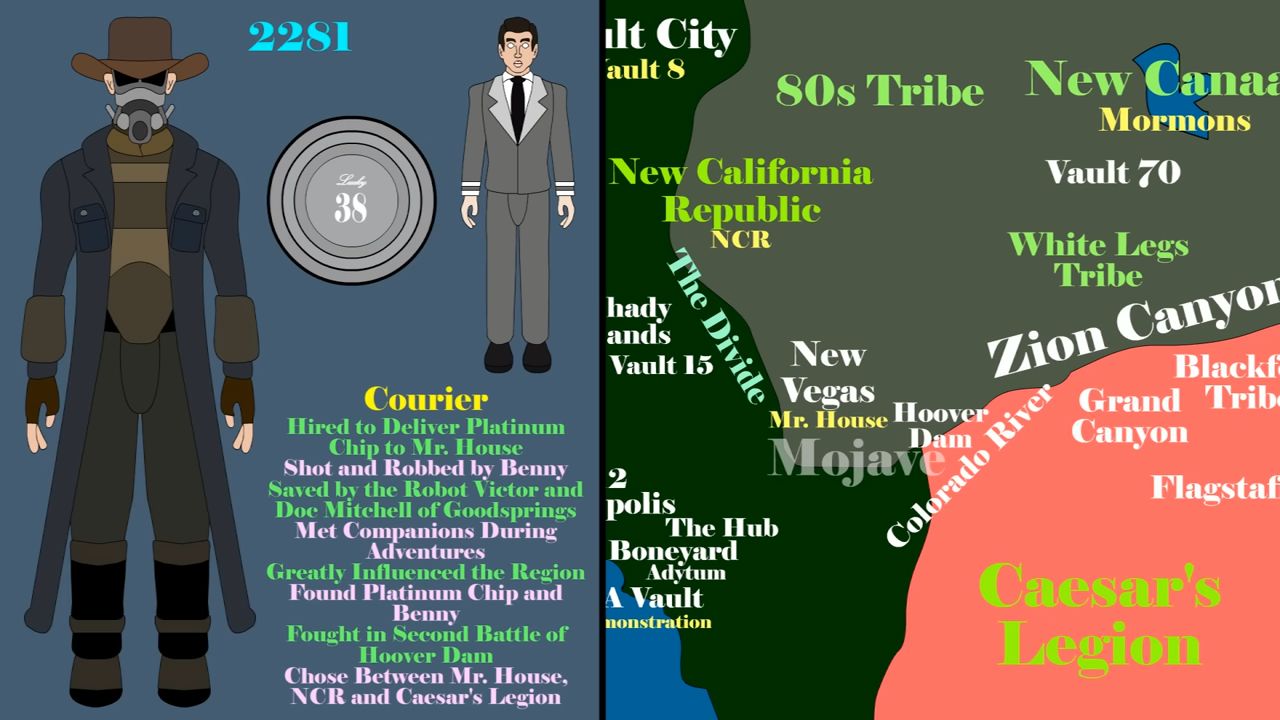 2281
Lucky
38
Courier
Hired to Deliver Platinum
Chip to Mr. House
Shot and Robbed by Benny
Saved by the Robot Victor and
Doc Mitchell of Goodsprings
Met Companions During
Adventures
Greatly Influenced the Region
Found Platinum Chip and
Benny
Fought in Second Battle of
Hoover Dam
Chose Between Mr. House,
NCR and Caesar's Legion
ult City
ault 8
80s Tribe
New Canaa
Mormons
New California
Republic
NCR
Vault 70
White Legs
Tribe
The Divide
hady
ands
Vault 15
Zion Canyon
New
Vegas
Mr. House
Hoover
Dam
Mojave
Colorado River
Grand
Canyon
Blackf
Tribe
Flagstaf
2
polis
The Hub
Boneyard
Adytum
A Vault
monstration
Caesar's
Legion